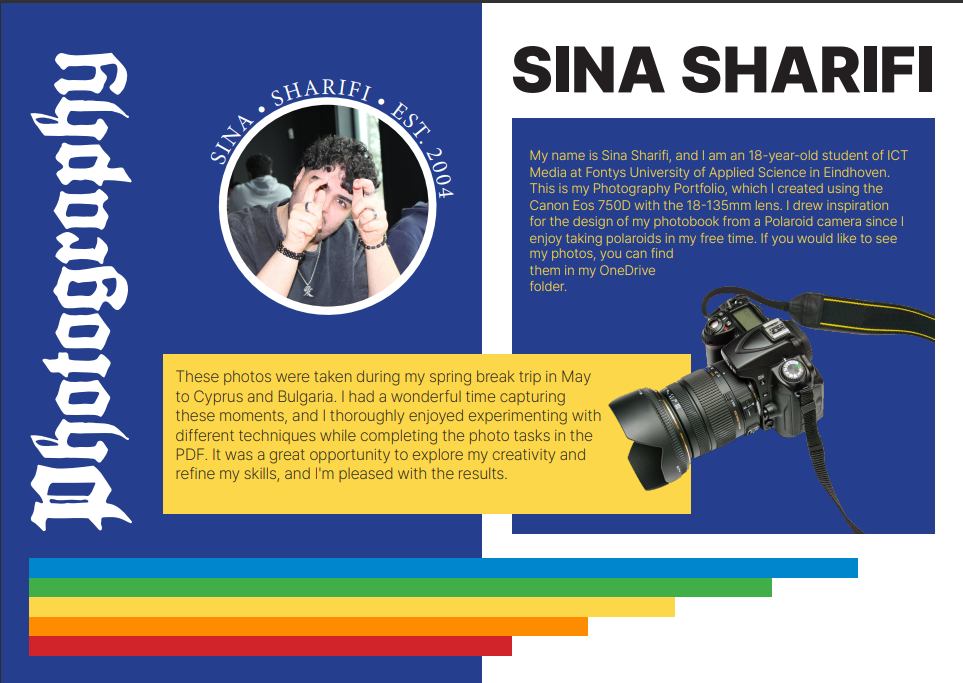 Photography
SINA • SHARIFI • EST. 2004
SINA SHARIFI
My name is Sina Sharifi, and I am an 18-year-old student of ICT
Media at Fontys University of Applied Science in Eindhoven.
This is my Photography Portfolio, which I created using the
Canon Eos 750D with the 18-135mm lens. I drew inspiration
for the design of my photobook from a Polaroid camera since I
enjoy taking polaroids in my free time. If you would like to see
my photos, you can find
them in my OneDrive
folder.
These photos were taken during my spring break trip in May
to Cyprus and Bulgaria. I had a wonderful time capturing
these moments, and I thoroughly enjoyed experimenting with
different techniques while completing the photo tasks in the
PDF. It was a great opportunity to explore my creativity and
refine my skills, and I'm pleased with the results.